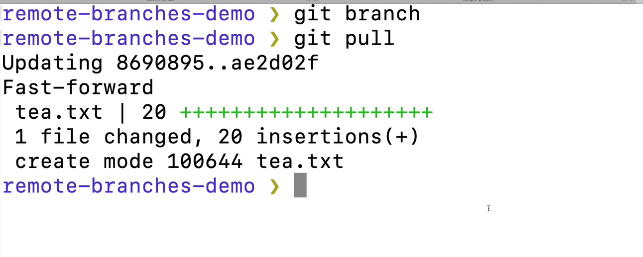 remote-branches-demo ❯ git branch
remote-branches-demo ❯ git pull
Updating 8690895..ae2d02f
Fast-forward
 tea.txt | 20 ++++++++++++++++++++
 1 file changed, 20 insertions(+)
 create mode 100644 tea.txt
remote-branches-demo ❯